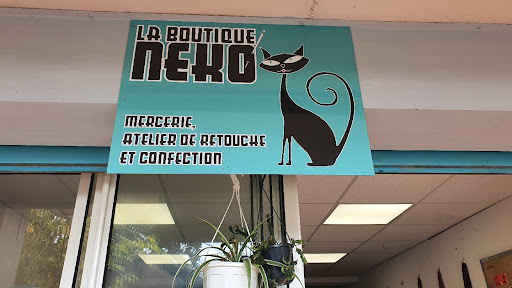 LA BOUTIQUE
NEKO
MERCERIE,
ATELIER DE RETOUCHE
ET CONFECTION